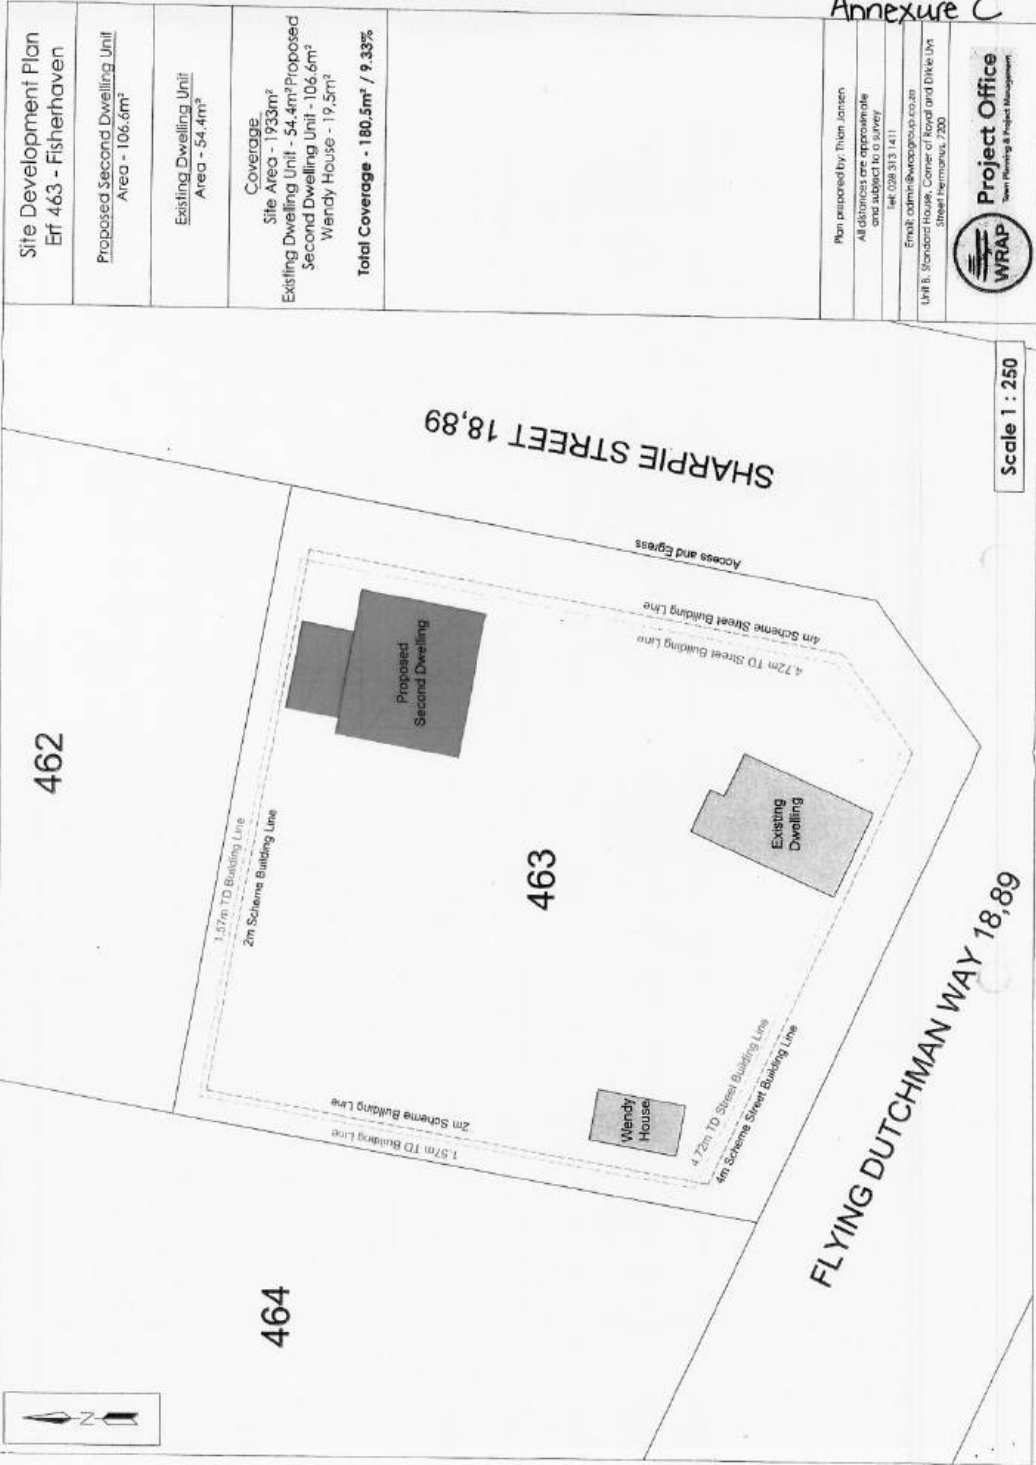 Annexure C
Site Development Plan
Erf 463 - Fisherhaven
Proposed Second Dwelling Unit
Area - 106.6m²
Existing Dwelling Unit
Area - 54.4m²
Coverage
Site Area - 1933m²
Existing Dwelling Unit - 54.4m² Proposed
Second Dwelling Unit - 106.6m²
Wendy House - 19,5m²
Total Coverage - 180,5m² / 9.33%
Plan prepared by: Thian Jansen
All distances are approximate
and subject to a survey
Tel: 028 313 1411
Email: admin@wrapgroup.co.za
Unit B, Standard House, Corner of Royal and Dirkie Uys
Street Hermanus, 7200
WRAP
Project Office
Town Planning & Project Management
Scale 1 : 250
SHARPIE STREET 18,89
Access and Egress
4m Scheme Street Building Line
4,72m TD Street Building Line
Proposed
Second Dwelling
462
1.57m TD Building Line
2m Scheme Building Line
463
Existing
Dwelling
Wendy
House
4.72m TD Street Building Line
4m Scheme Street Building Line
FLYING DUTCHMAN WAY 18,89
2m Scheme Building Line
1.57m TD Building Line
464
N